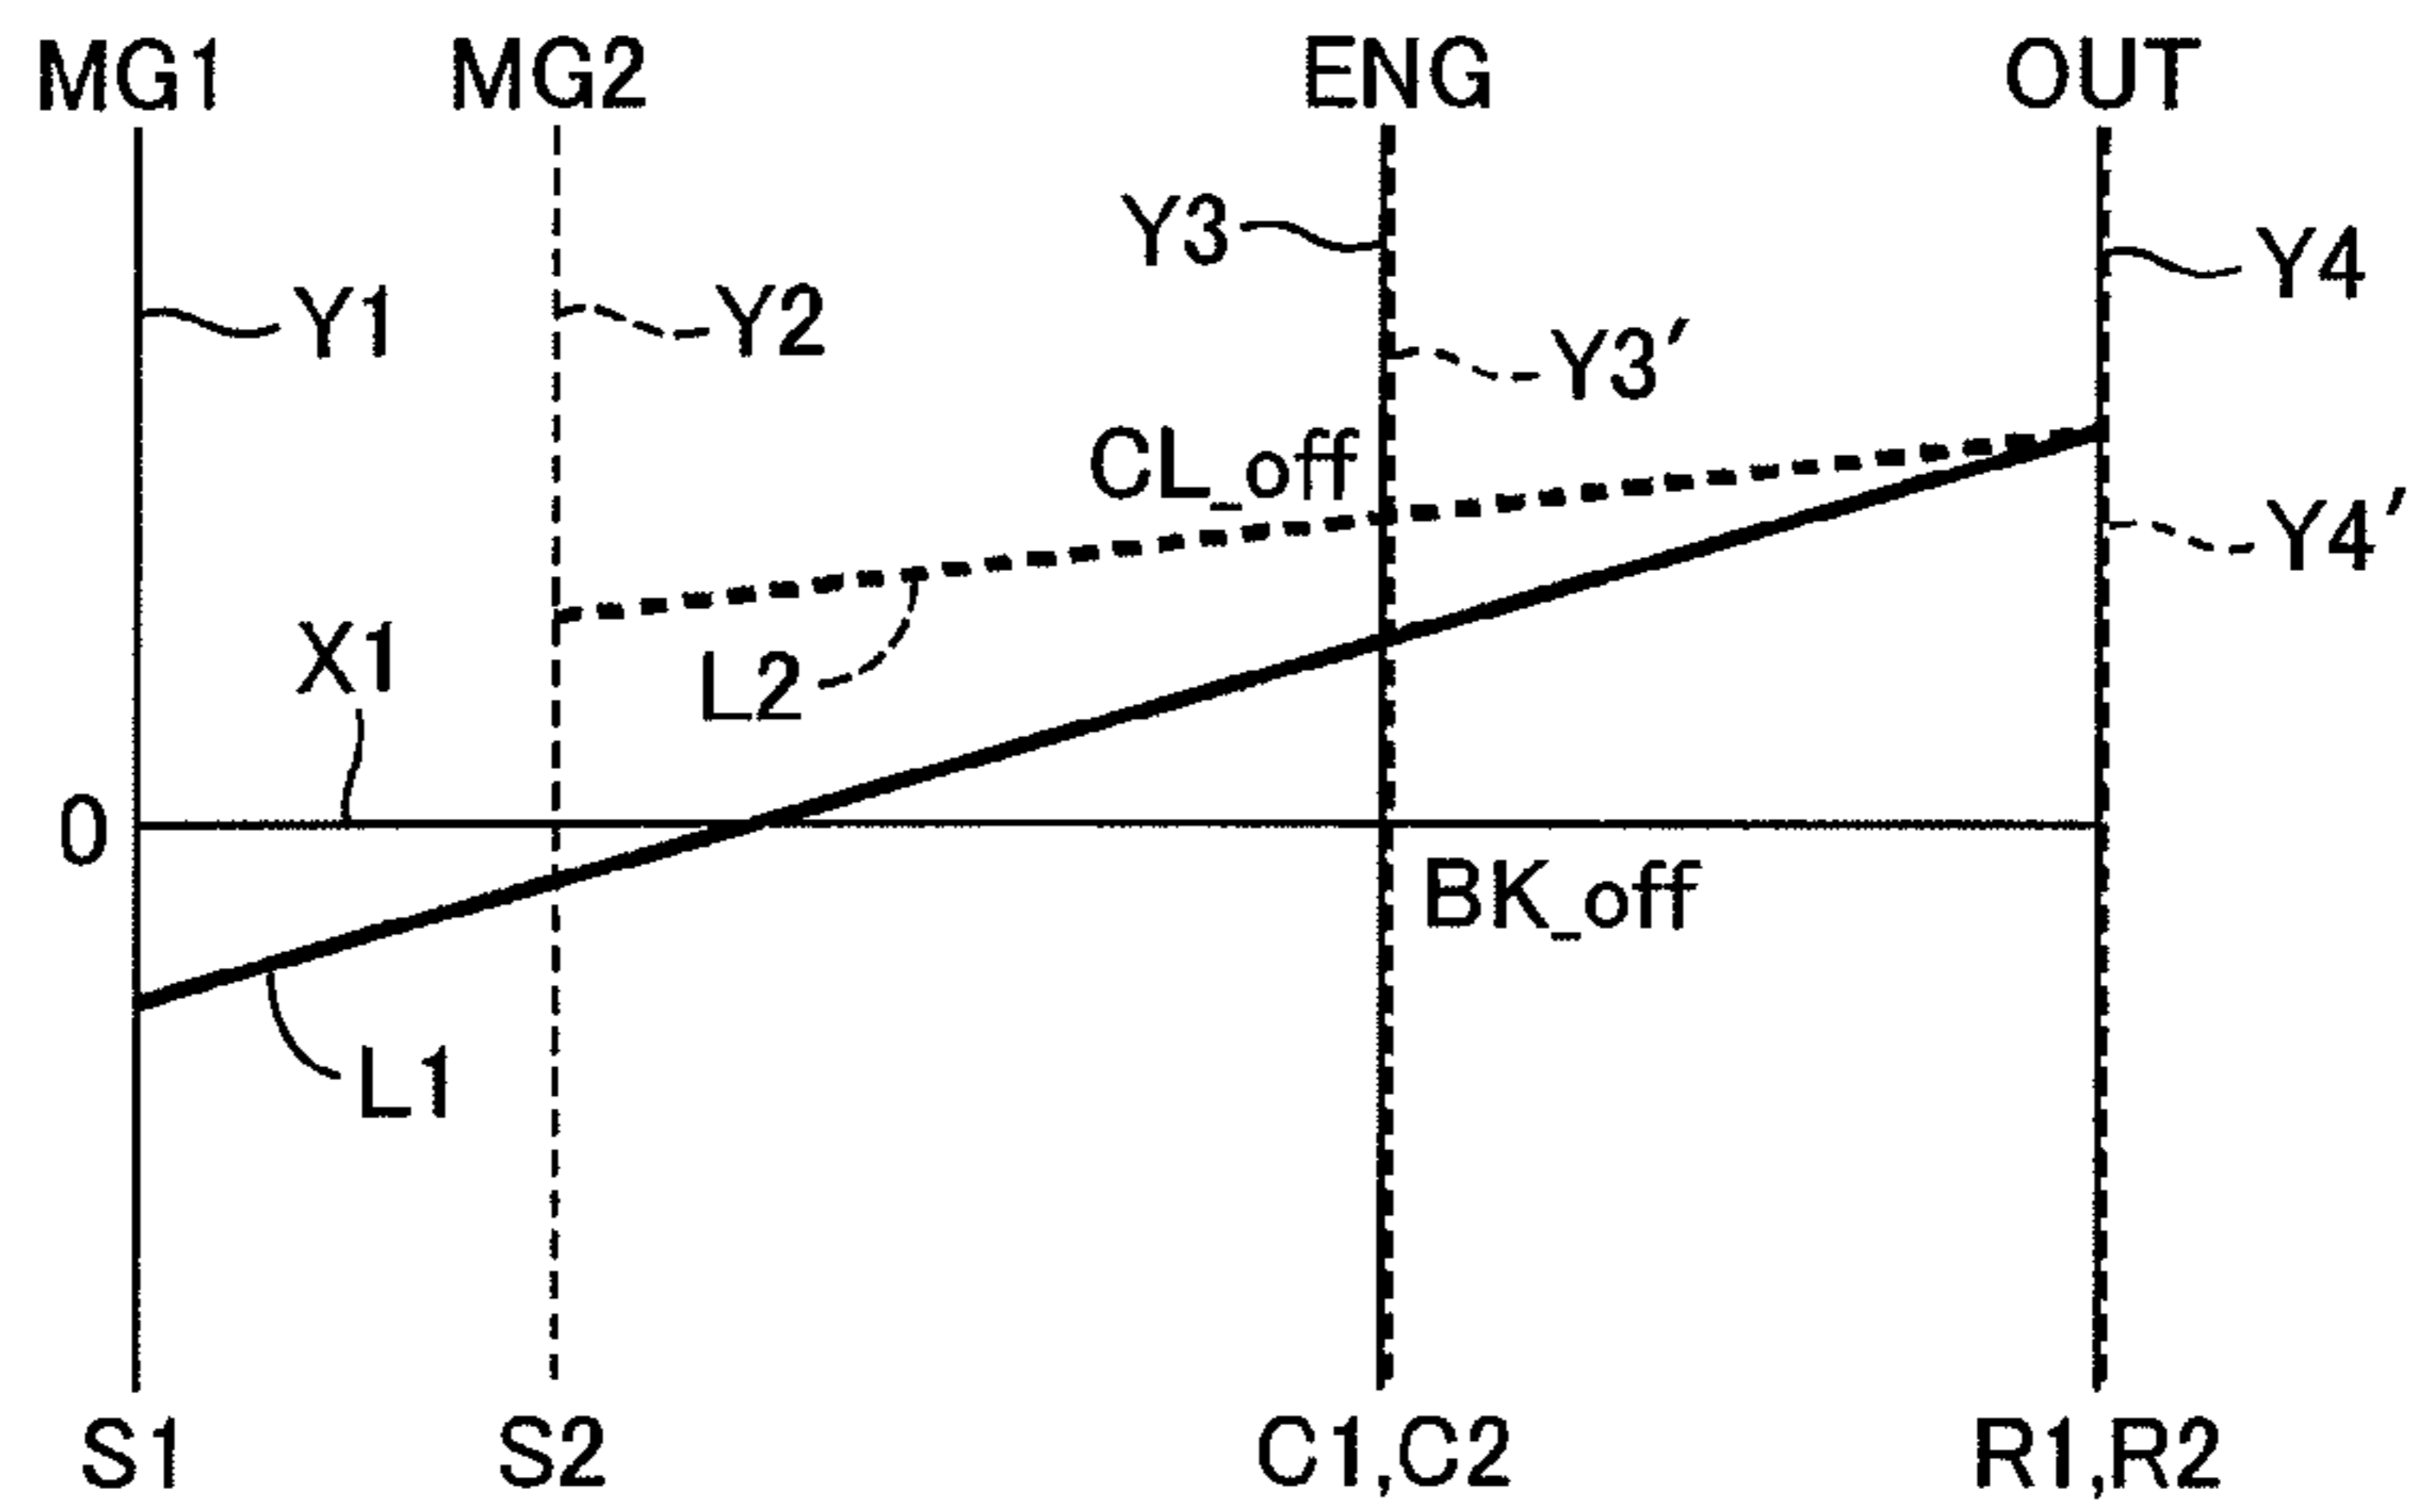 MG1 MG2 ENG OUT
Y3
Y4
Y1 Y2
Y3′
CL_off
Y4′
X1
L2
0
BK_off
L1
S1 S2 C1,C2 R1,R2